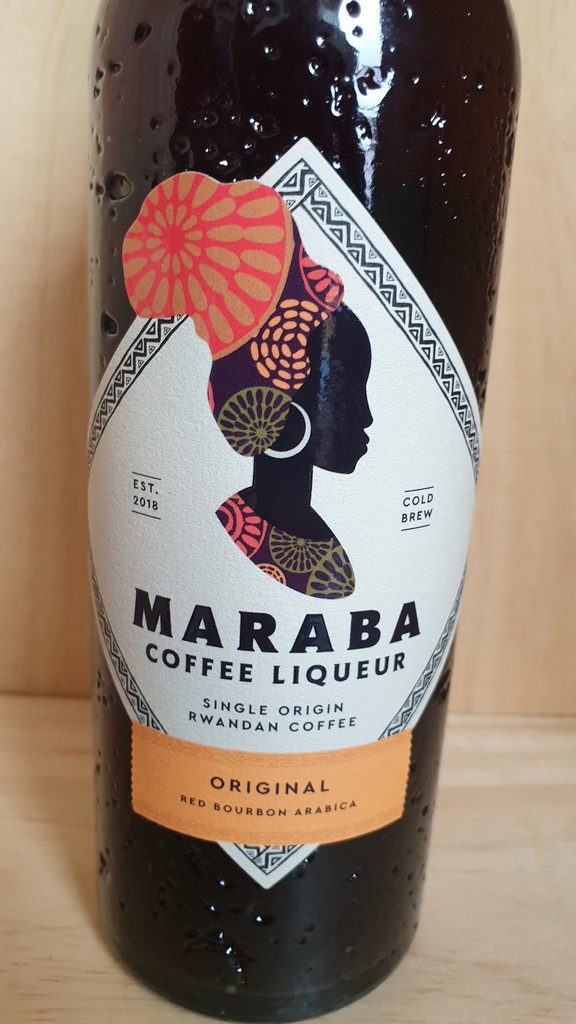 EST.
2018
COLD
BREW
MARABA
COFFEE LIQUEUR
SINGLE ORIGIN
RWANDAN COFFEE
ORIGINAL
RED BOURBON ARABICA